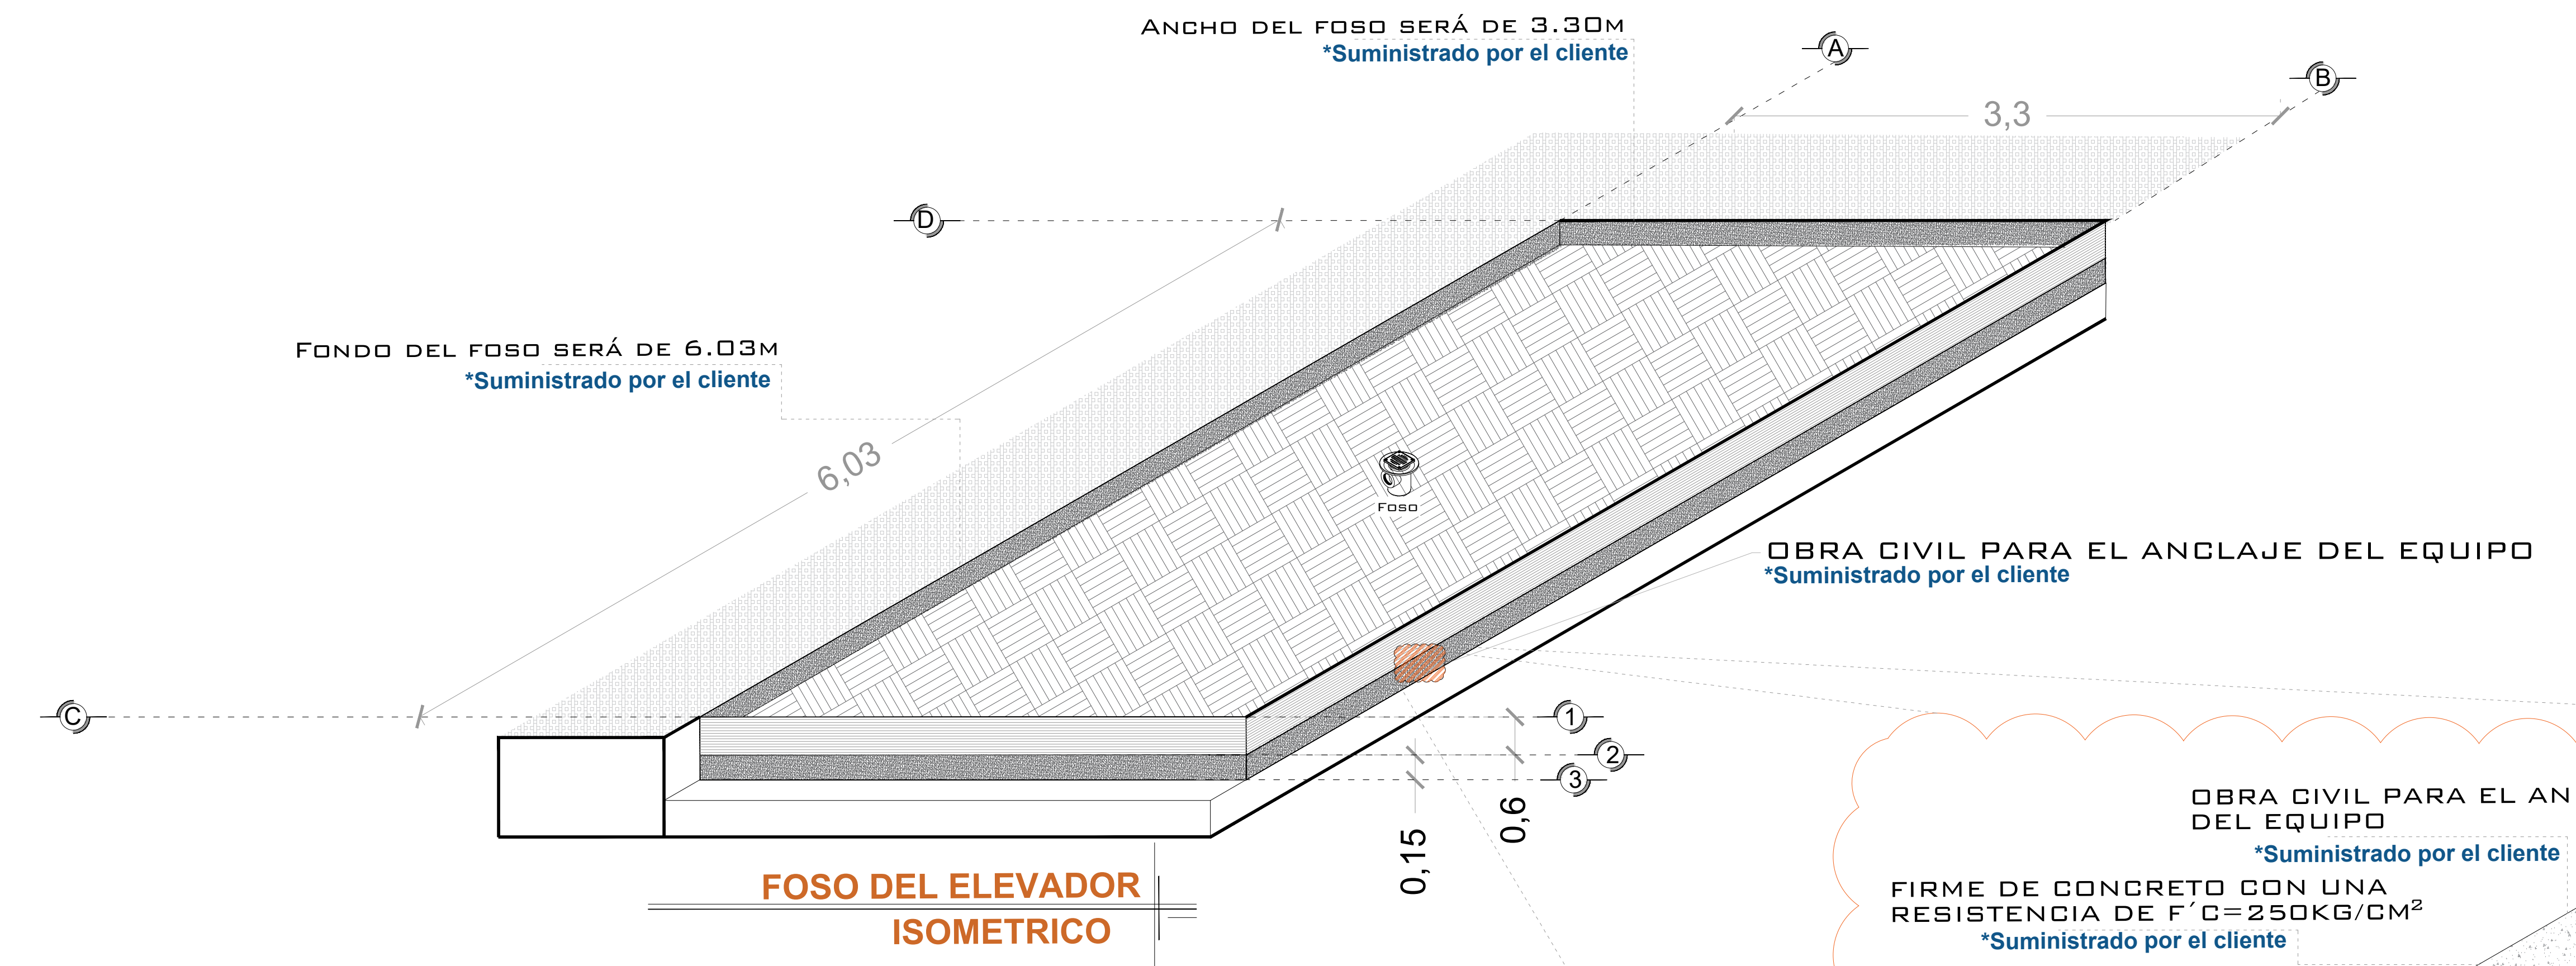 ANCHO DEL FOSO SERÁ DE 3.30M
*Suministrado por el cliente
A
B
3,3
D
FONDO DEL FOSO SERÁ DE 6.03M
*Suministrado por el cliente
6,03
FOSO
OBRA CIVIL PARA EL ANCLAJE DEL EQUIPO
*Suministrado por el cliente
C
1
2
3
0,15
0,6
OBRA CIVIL PARA EL AN
DEL EQUIPO
*Suministrado por el cliente
FIRME DE CONCRETO CON UNA
RESISTENCIA DE F´C=250KG/CM²
*Suministrado por el cliente
FOSO DEL ELEVADOR
ISOMETRICO